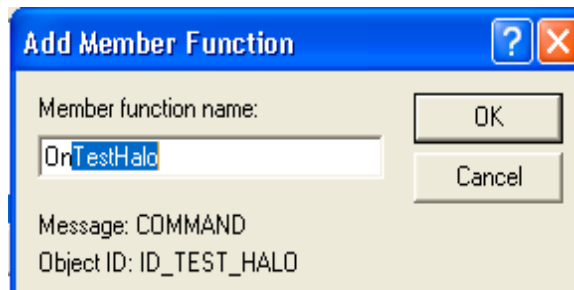 Add Member Function
Member function name:
OK
OnTestHalo
Cancel
Message: COMMAND
Object ID: ID_TEST_HALO